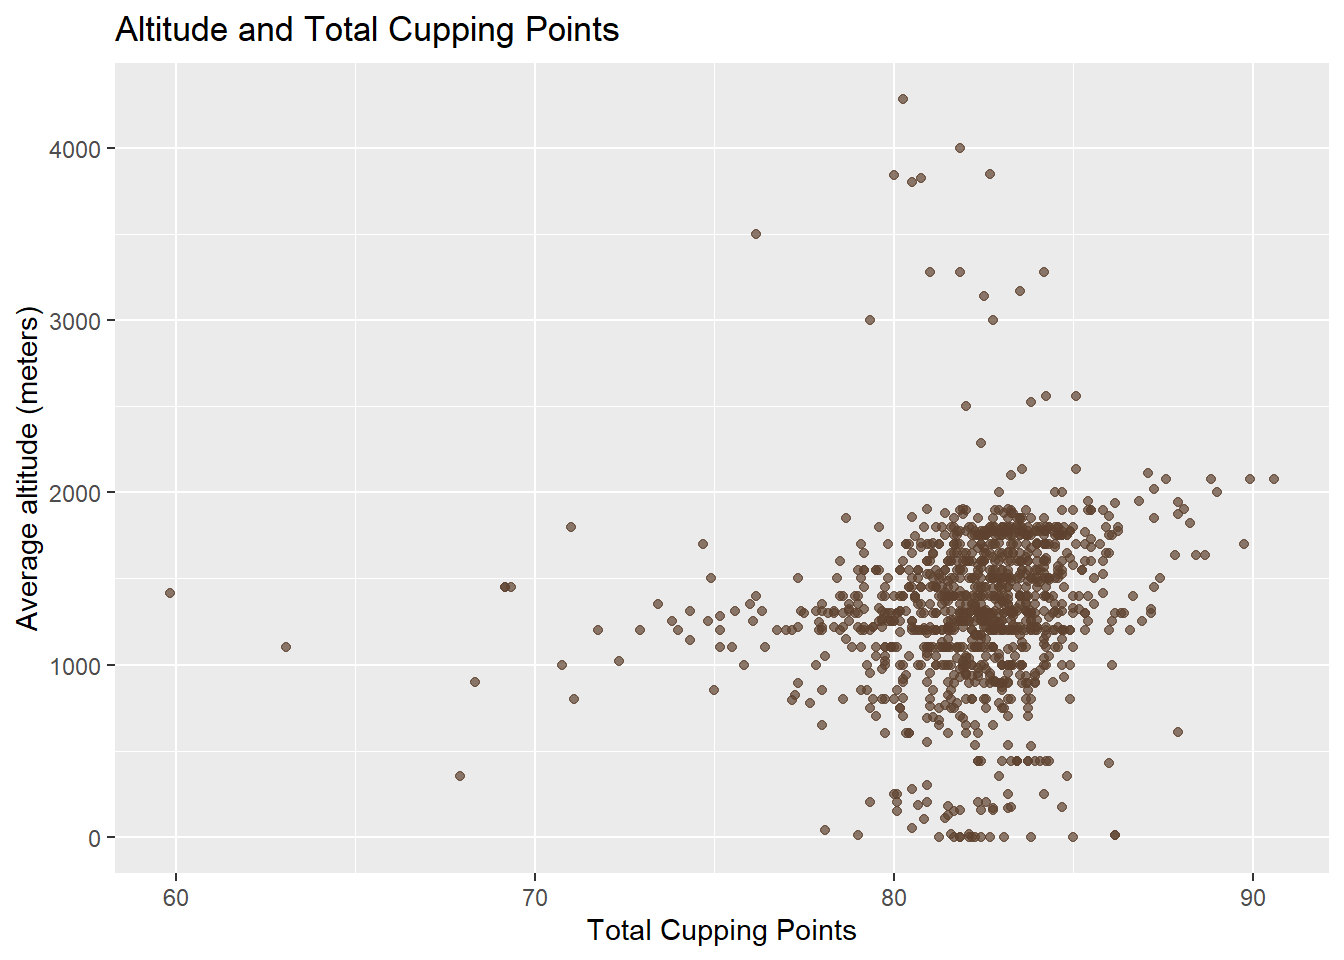 Altitude and Total Cupping Points
Average altitude (meters)
4000
3000
2000
1000
0
60 70 80 90
Total Cupping Points